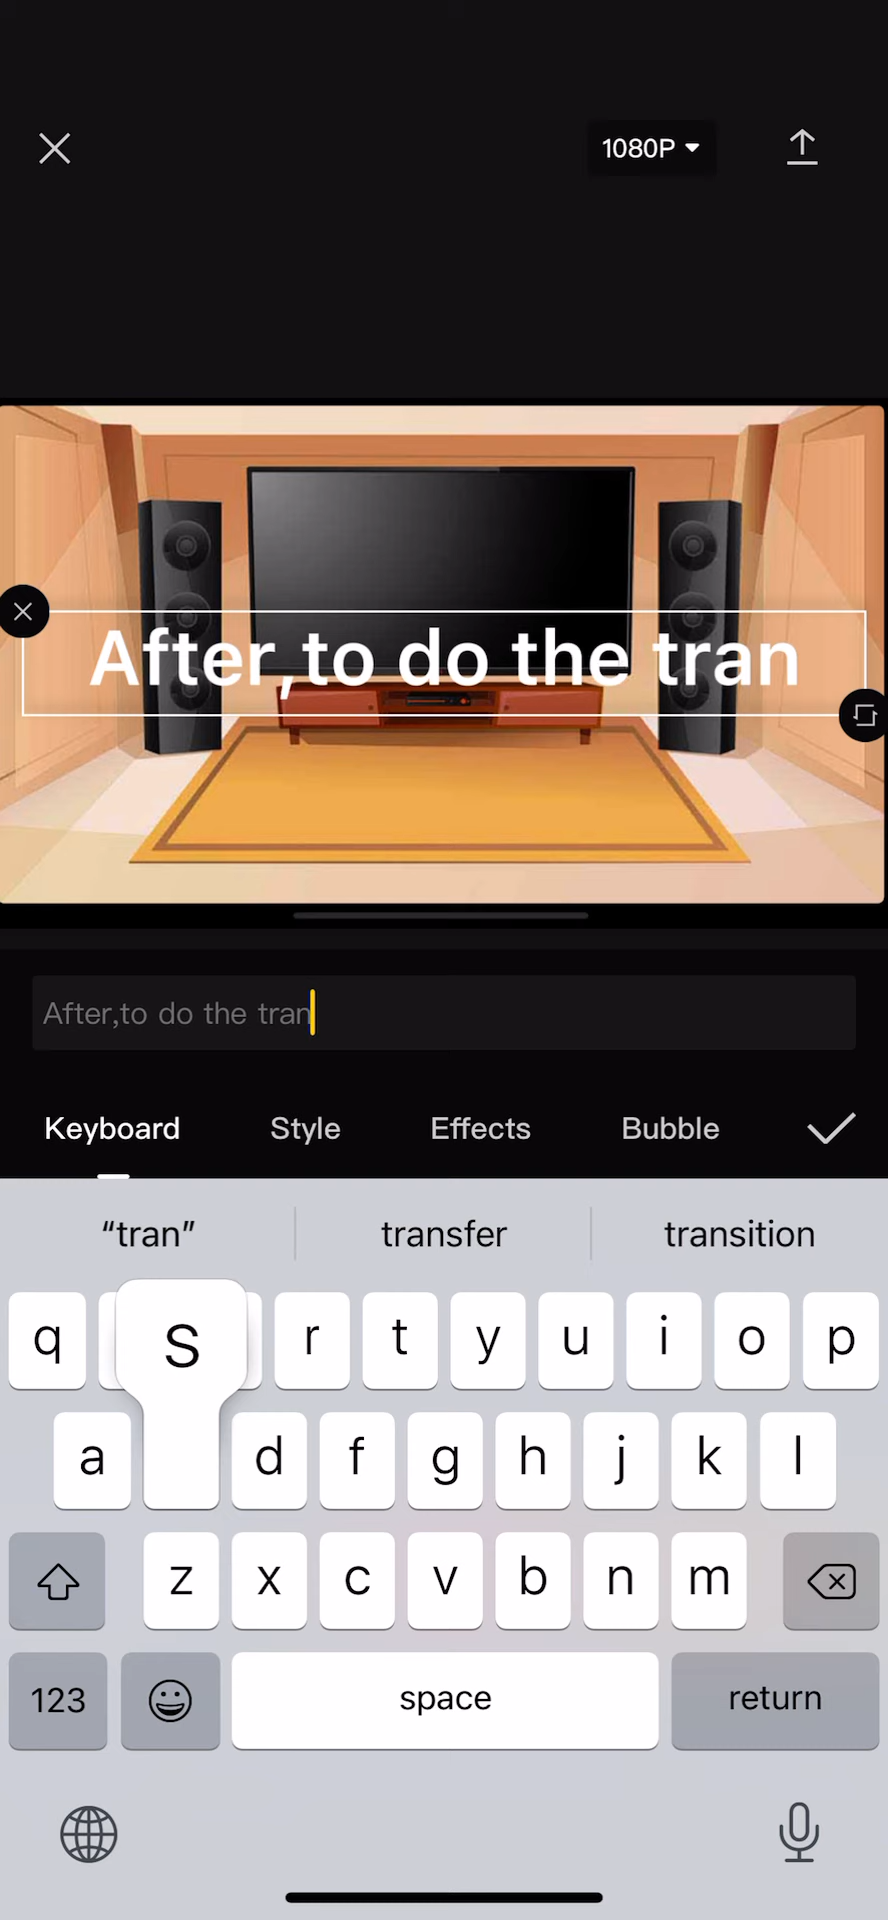 1080P
After,to do the tran
After,to do the tran
Keyboard Style Effects Bubble
“tran” transfer transition
q s r t y u i o p
a d f g h j k l
z x c v b n m
123 space return